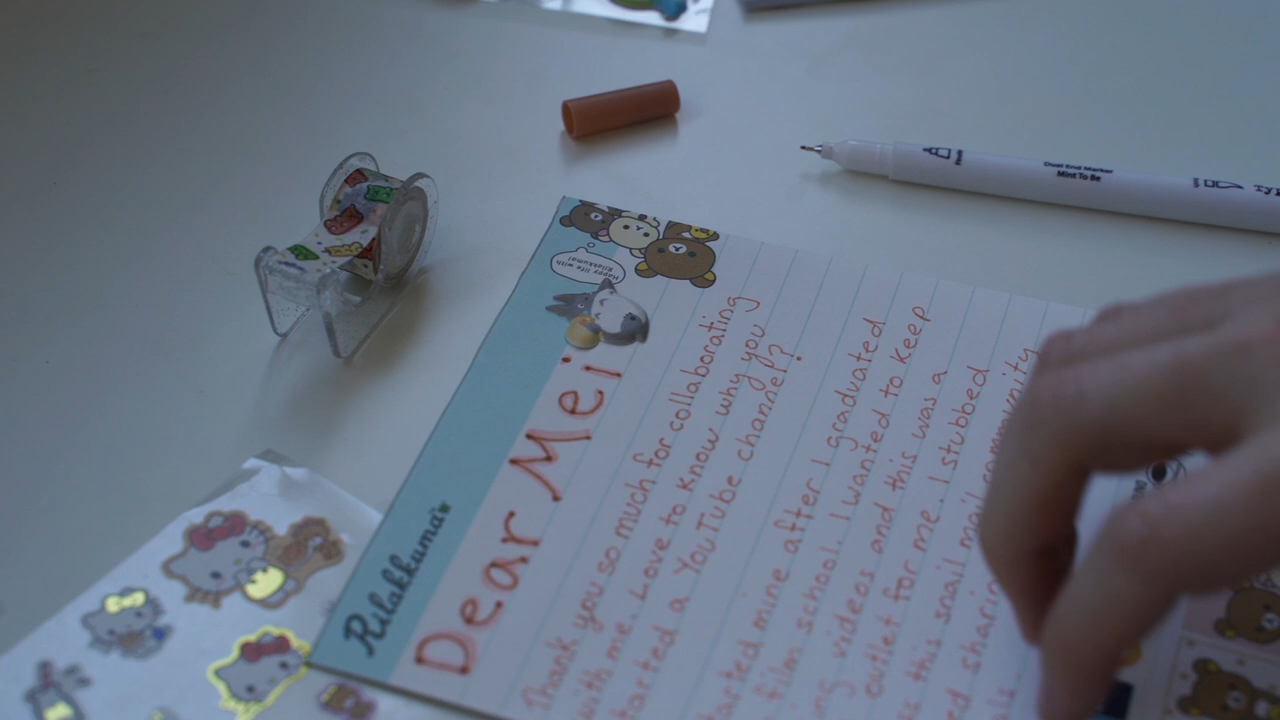 Happy life with
Rilakkuma!
Rilakkuma
Dear Mei
Thank you so much for collaborating
with me. Love to know why you
started a YouTube channel?
started mine after I graduated
film school. I wanted to keep
videos and this was a
outlet for me. I stubbed
this snail mail community
sharing
Dual End Marker
Mint To Be